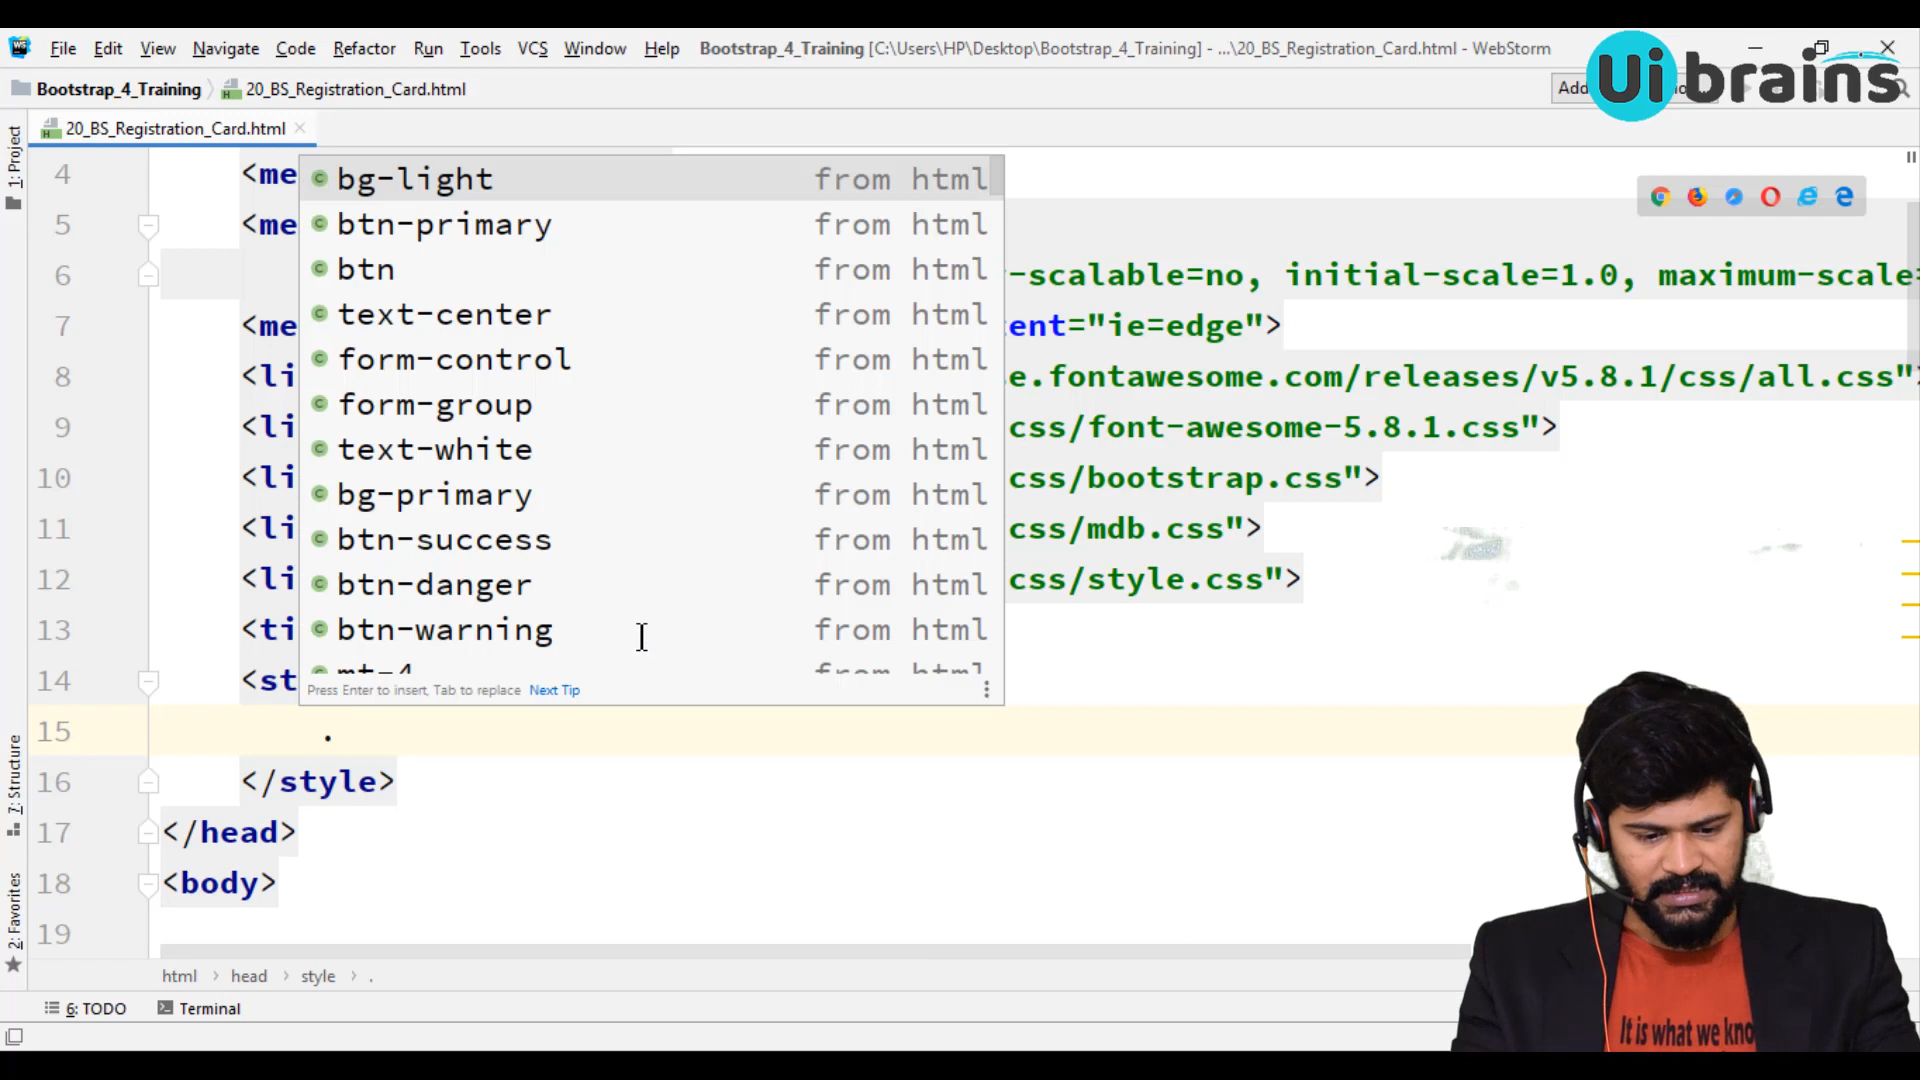 File Edit View Navigate Code Refactor Run Tools VCS Window Help Bootstrap_4_Training [C:\Users\HP\Desktop\Bootstrap_4_Training] - ...\20_BS_Registration_Card.html - WebStorm
Ui brains
Bootstrap_4_Training 20_BS_Registration_Card.html
20_BS_Registration_Card.html
1: Project
7: Structure
2: Favorites
4 <me
5 <me
6 -scalable=no, initial-scale=1.0, maximum-scale=
7 <me tent="ie=edge">
8 <li e.fontawesome.com/releases/v5.8.1/css/all.css"
9 <li css/font-awesome-5.8.1.css">
10 <li css/bootstrap.css">
11 <li css/mdb.css">
12 <li css/style.css">
13 <ti
14 <st
15 .
16 </style>
17 </head>
18 <body>
19
bg-light from html
btn-primary from html
btn from html
text-center from html
form-control from html
form-group from html
text-white from html
bg-primary from html
btn-success from html
btn-danger from html
btn-warning from html
mt-4 from html
Press Enter to insert, Tab to replace Next Tip
html > head > style > .
6: TODO Terminal
It is what we kno